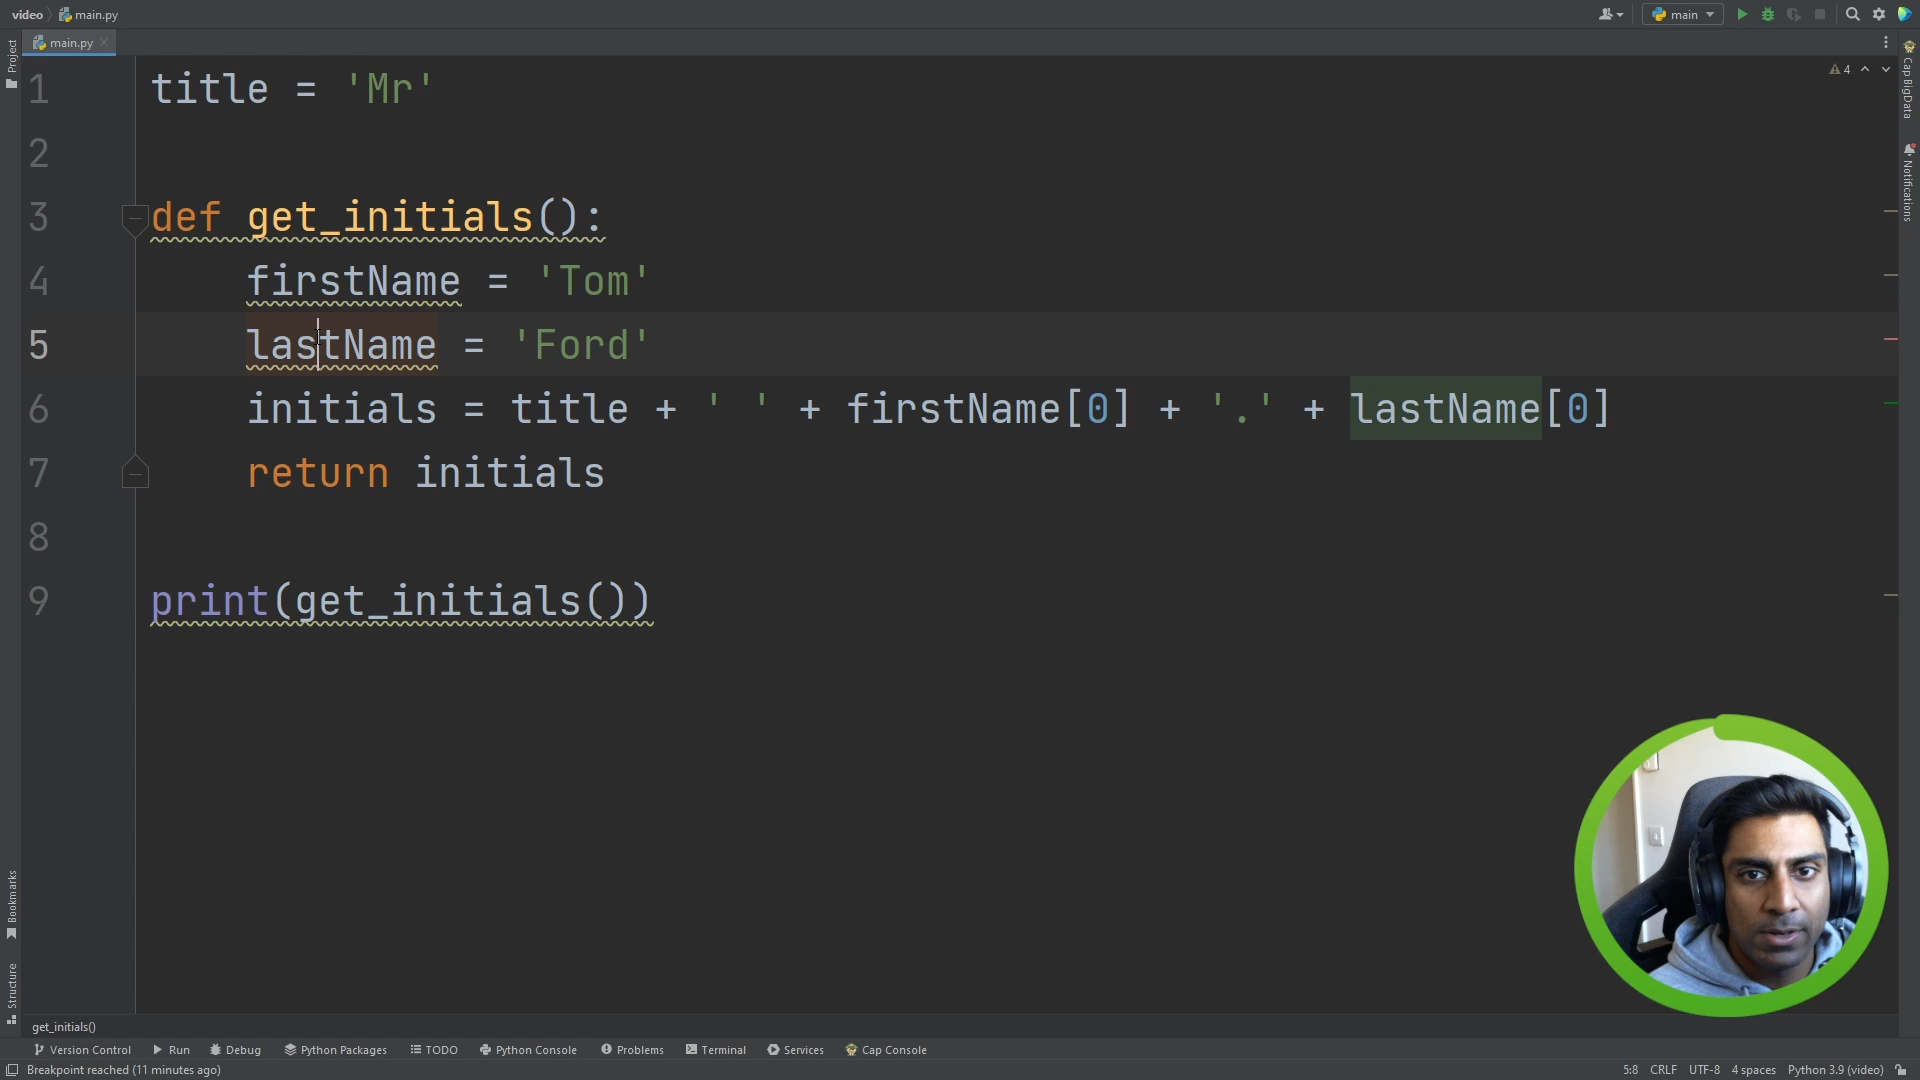 video main.py
main
main.py
4
Project
Cap BigData
Notifications
1 title = 'Mr'
2
3 def get_initials():
4 firstName = 'Tom'
5 lastName = 'Ford'
6 initials = title + ' ' + firstName[0] + '.' + lastName[0]
7 return initials
8
9 print(get_initials())
Bookmarks
Structure
get_initials()
Version Control Run Debug Python Packages TODO Python Console Problems Terminal Services Cap Console
Breakpoint reached (11 minutes ago) 5:8 CRLF UTF-8 4 spaces Python 3.9 (video)